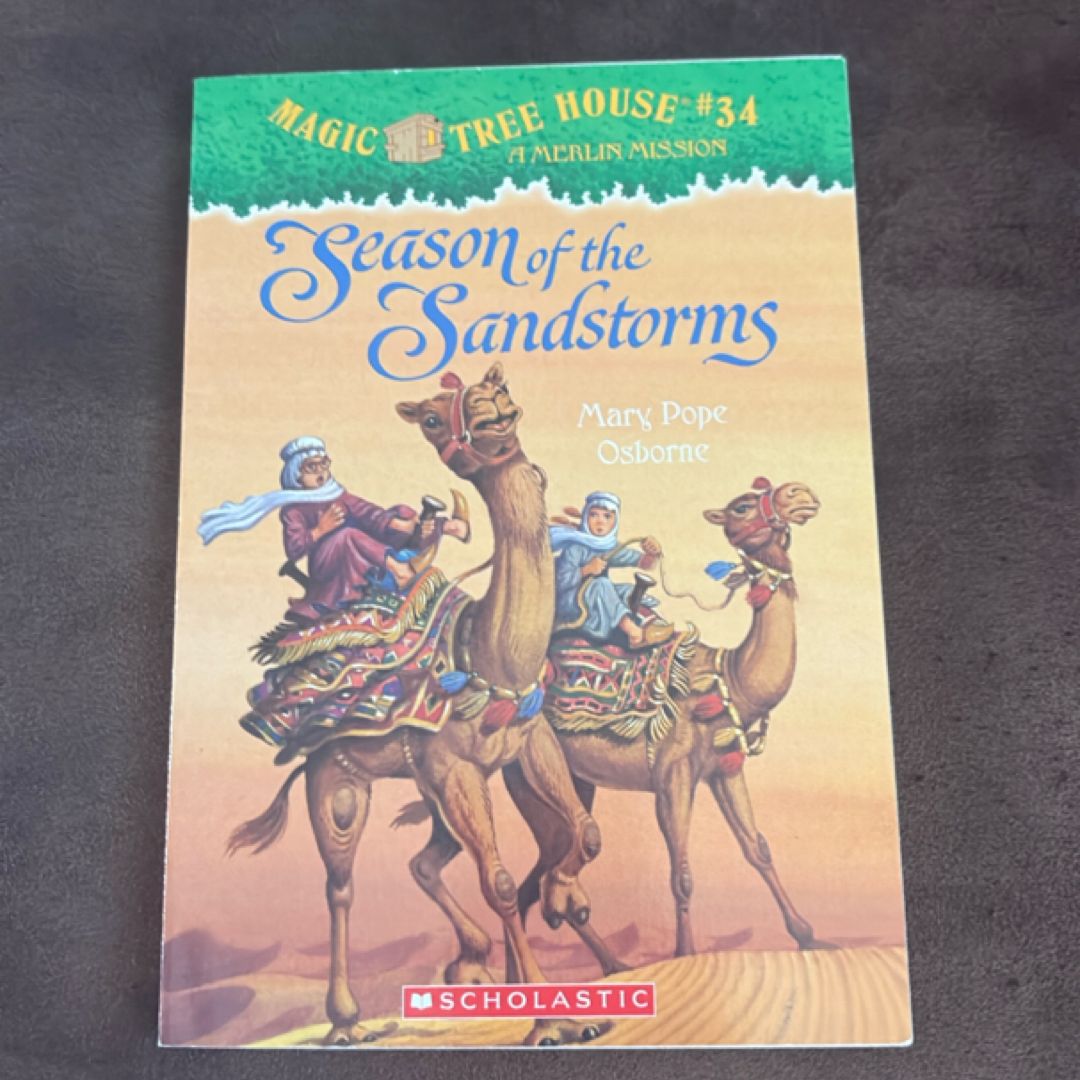 MAGIC TREE HOUSE® #34
A MERLIN MISSION
Season of the
Sandstorms
Mary Pope
Osborne
SCHOLASTIC